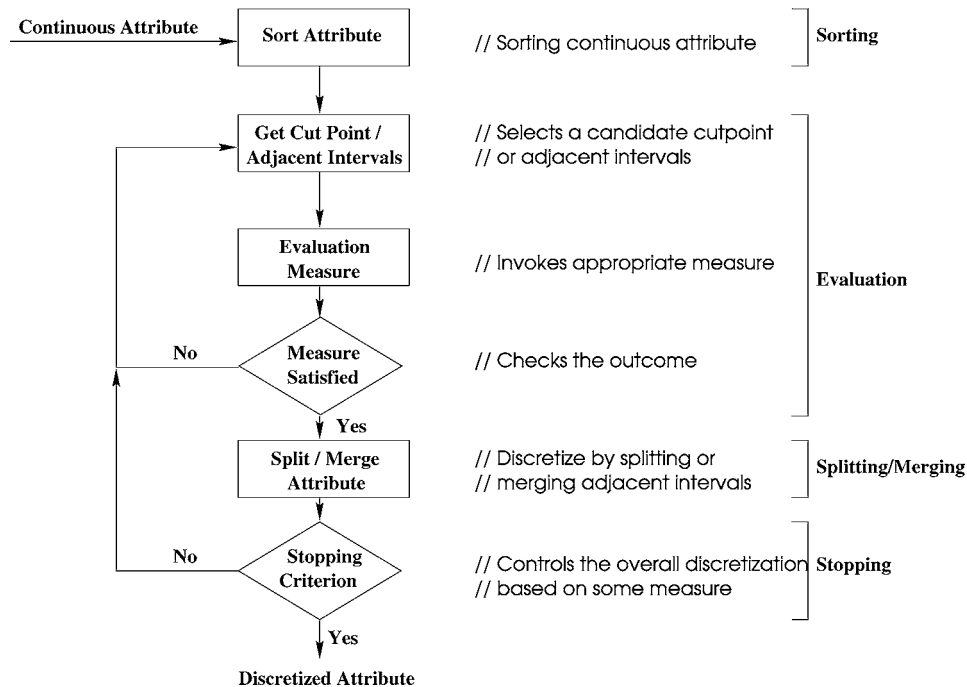 Continuous Attribute
Sort Attribute
// Sorting continuous attribute
Sorting
Get Cut Point /
Adjacent Intervals
// Selects a candidate cutpoint
// or adjacent intervals
Evaluation
Measure
// Invokes appropriate measure
Evaluation
No
Measure
Satisfied
// Checks the outcome
Yes
Split / Merge
Attribute
// Discretize by splitting or
// merging adjacent intervals
Splitting/Merging
No
Stopping
Criterion
// Controls the overall discretization
// based on some measure
Stopping
Yes
Discretized Attribute